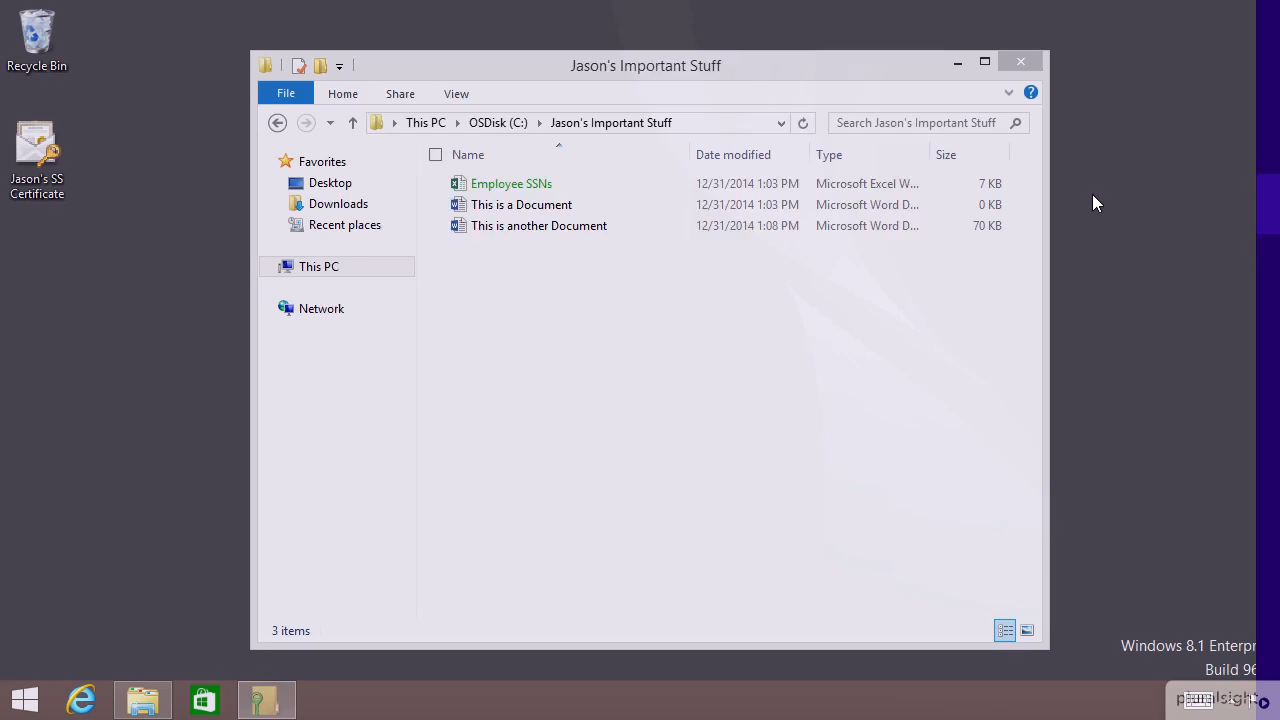 Recycle Bin
Jason's SS
Certificate
Jason's Important Stuff
File Home Share View
This PC OSDisk (C:) Jason's Important Stuff
Search Jason's Important Stuff
Favorites
Desktop
Downloads
Recent places
This PC
Network
Name Date modified Type Size
Employee SSNs 12/31/2014 1:03 PM Microsoft Excel W... 7 KB
This is a Document 12/31/2014 1:03 PM Microsoft Word D... 0 KB
This is another Document 12/31/2014 1:08 PM Microsoft Word D... 70 KB
3 items
Windows 8.1 Enterpr
Build 96
pluralsight